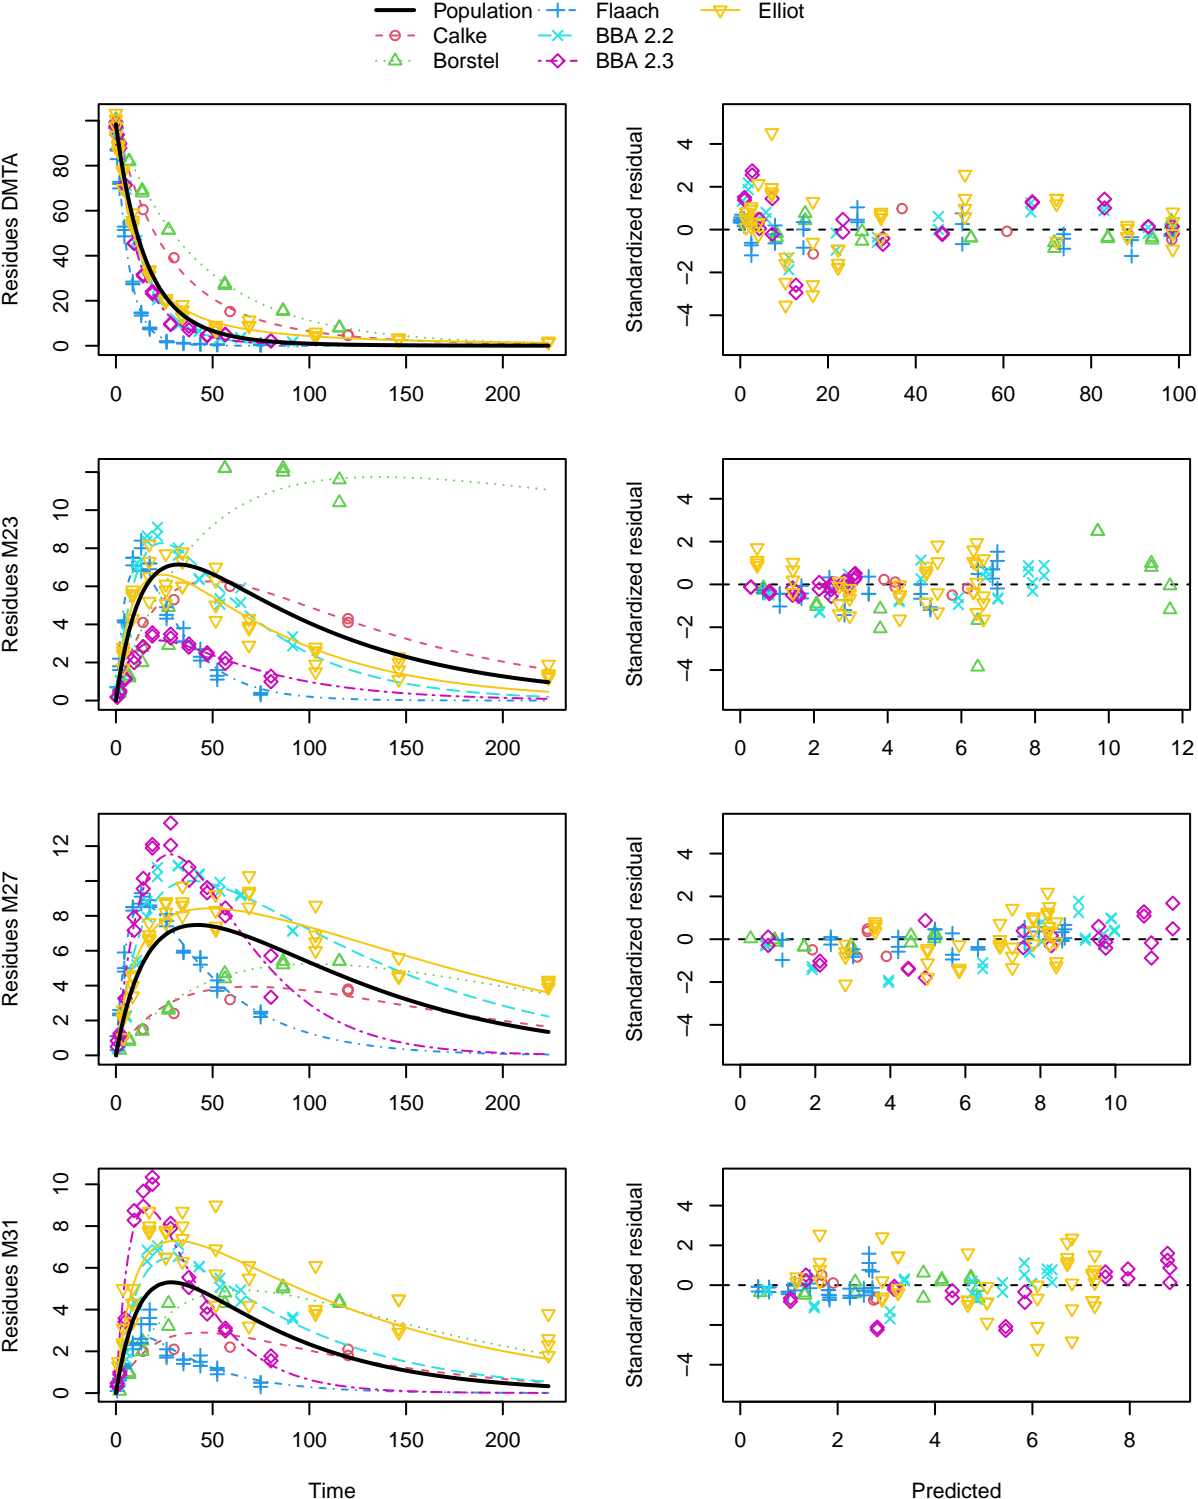 Population Flaach Elliot
Calke BBA 2.2
Borstel BBA 2.3
Residues DMTA
0 20 40 60 80
0 50 100 150 200
Standardized residual
−4 −2 0 2 4
0 20 40 60 80 100
Residues M23
0 2 4 6 8 10
0 50 100 150 200
Standardized residual
−4 −2 0 2 4
0 2 4 6 8 10 12
Residues M27
0 2 4 6 8 10 12
0 50 100 150 200
Standardized residual
−4 −2 0 2 4
0 2 4 6 8 10
Residues M31
0 2 4 6 8 10
0 50 100 150 200
Time
Standardized residual
−4 0 2 4
0 2 4 6 8
Predicted